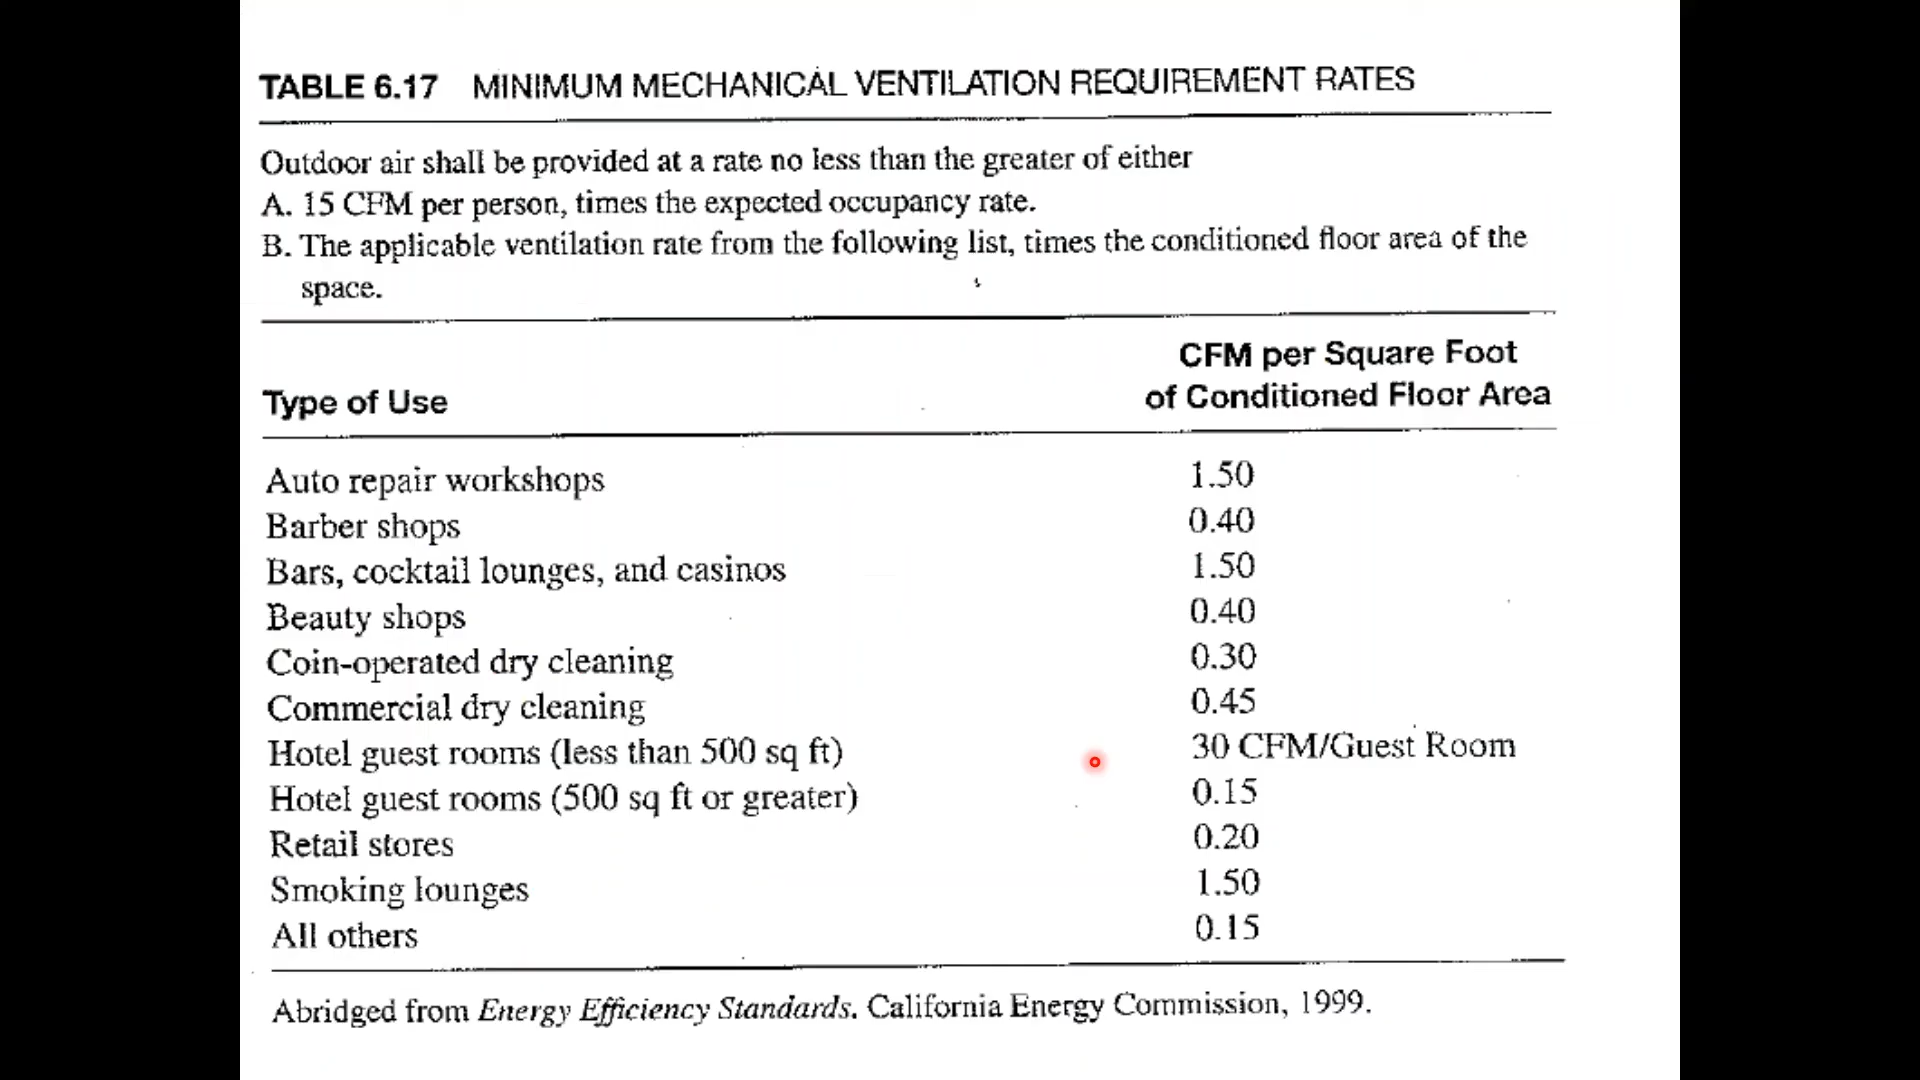 TABLE 6.17 MINIMUM MECHANICAL VENTILATION REQUIREMENT RATES
Outdoor air shall be provided at a rate no less than the greater of either
A. 15 CFM per person, times the expected occupancy rate.
B. The applicable ventilation rate from the following list, times the conditioned floor area of the
space.
CFM per Square Foot
Type of Use of Conditioned Floor Area
Auto repair workshops 1.50
Barber shops 0.40
Bars, cocktail lounges, and casinos 1.50
Beauty shops 0.40
Coin-operated dry cleaning 0.30
Commercial dry cleaning 0.45
Hotel guest rooms (less than 500 sq ft) 30 CFM/Guest Room
Hotel guest rooms (500 sq ft or greater) 0.15
Retail stores 0.20
Smoking lounges 1.50
All others 0.15
Abridged from Energy Efficiency Standards. California Energy Commission, 1999.